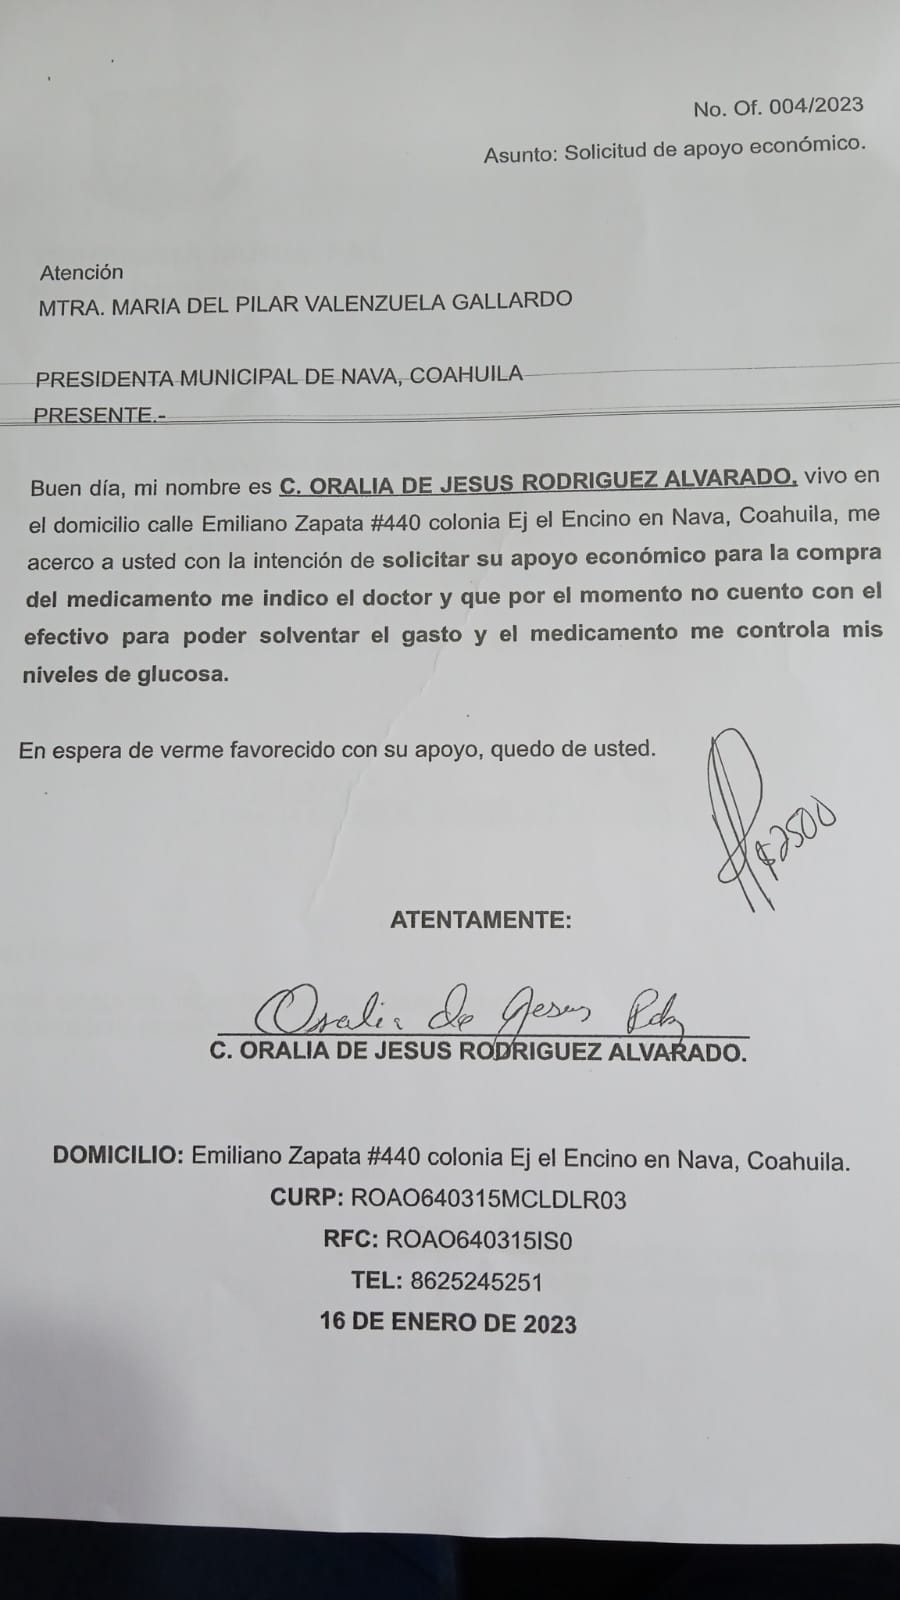 No. Of. 004/2023
Asunto: Solicitud de apoyo económico.
Atención
MTRA. MARIA DEL PILAR VALENZUELA GALLARDO
PRESIDENTA MUNICIPAL DE NAVA, COAHUILA
PRESENTE.-
Buen día, mi nombre es C. ORALIA DE JESUS RODRIGUEZ ALVARADO, vivo en
el domicilio calle Emiliano Zapata #440 colonia Ej el Encino en Nava, Coahuila, me
acerco a usted con la intención de solicitar su apoyo económico para la compra
del medicamento me indico el doctor y que por el momento no cuento con el
efectivo para poder solventar el gasto y el medicamento me controla mis
niveles de glucosa.
En espera de verme favorecido con su apoyo, quedo de usted.
$2500
ATENTAMENTE:
Oralia de Jesus Rdz
C. ORALIA DE JESUS RODRIGUEZ ALVARADO.
DOMICILIO: Emiliano Zapata #440 colonia Ej el Encino en Nava, Coahuila.
CURP: ROAO640315MCLDLR03
RFC: ROAO640315IS0
TEL: 8625245251
16 DE ENERO DE 2023